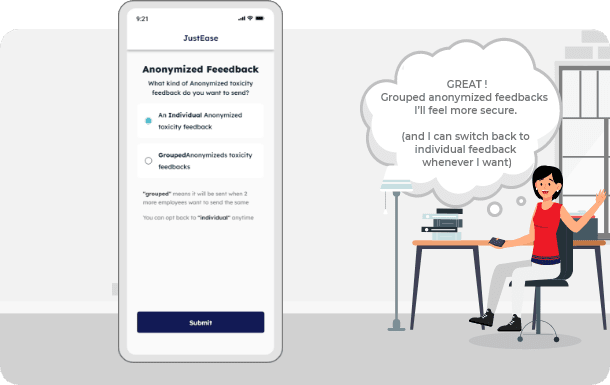 9:21
JustEase
Anonymized Feeedback
What kind of Anonymized toxicity
feedback do you want to send?
An Individual Anonymized
toxicity feedback
GroupedAnonymizeds toxicity
feedbacks
"grouped" means it will be sent when 2
more employees want to send the same
You can opt back to "individual" anytime
Submit
GREAT !
Grouped anonymized feedbacks
I'll feel more secure.
(and I can switch back to
individual feedback
whenever I want)